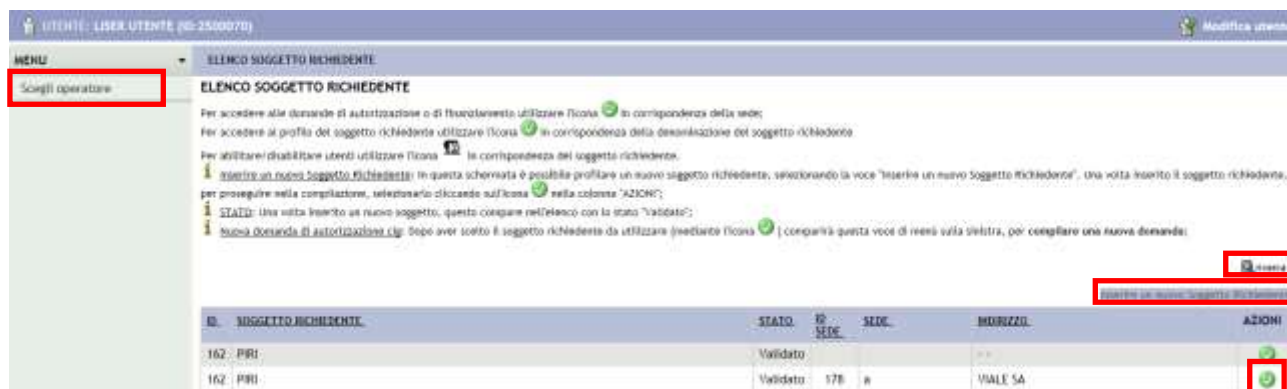 UTENTE: LISER UTENTE (ID:2500070)
Modifica utente
MENU
ELENCO SOGGETTO RICHIEDENTE
Scegli operatore
ELENCO SOGGETTO RICHIEDENTE
Per accedere alle domande di autorizzazione o di finanziamento utilizzare l'icona in corrispondenza della sede;
Per accedere al profilo del soggetto richiedente utilizzare l'icona in corrispondenza della denominazione del soggetto richiedente
Per abilitare/disabilitare utenti utilizzare l'icona in corrispondenza del soggetto richiedente.
Inserire un nuovo Soggetto Richiedente: In questa schermata è possibile profilare un nuovo soggetto richiedente, selezionando la voce "Inserire un nuovo Soggetto Richiedente". Una volta inserito il soggetto richiedente,
per proseguire nella compilazione, selezionarlo cliccando sull'icona nella colonna "AZIONI";
STATO: Una volta inserito un nuovo soggetto, questo compare nell'elenco con lo stato "Validato";
Nuova domanda di autorizzazione cig: Dopo aver scelto il soggetto richiedente da utilizzare (mediante l'icona ) comparirà questa voce di menù sulla sinistra, per compilare una nuova domanda;
ricerca
Inserire un nuovo Soggetto Richiedente
ID SOGGETTO RICHIEDENTE STATO ID SEDE SEDE INDIRIZZO AZIONI
162 PIRI Validato - -
162 PIRI Validato 178 a VIALE SA